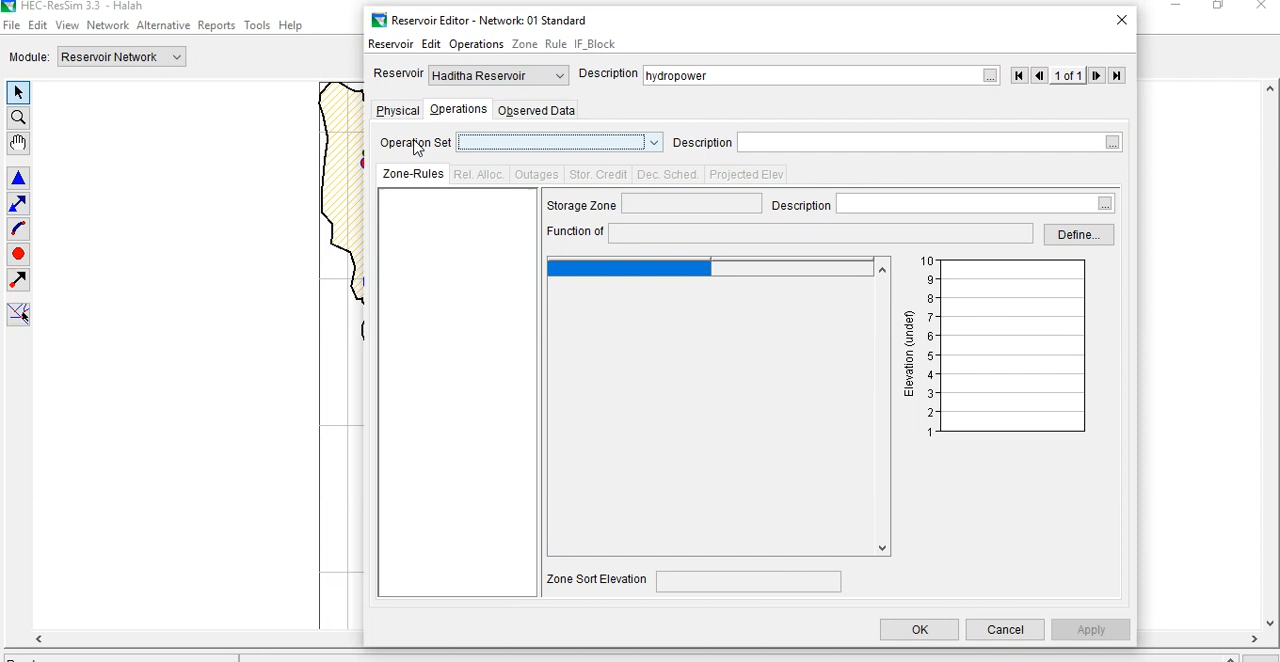 HEC-ResSim 3.3 - Halah
File Edit View Network Alternative Reports Tools Help
Module: Reservoir Network
Reservoir Editor - Network: 01 Standard
Reservoir Edit Operations Zone Rule IF_Block
Reservoir Haditha Reservoir Description hydropower ... 1 of 1
Physical Operations Observed Data
Operation Set Description ...
Zone-Rules Rel. Alloc. Outages Stor. Credit Dec. Sched. Projected Elev
Storage Zone Description ...
Function of Define...
10
9
8
7
6
5
4
3
2
1
Elevation (undef)
Zone Sort Elevation
OK Cancel Apply